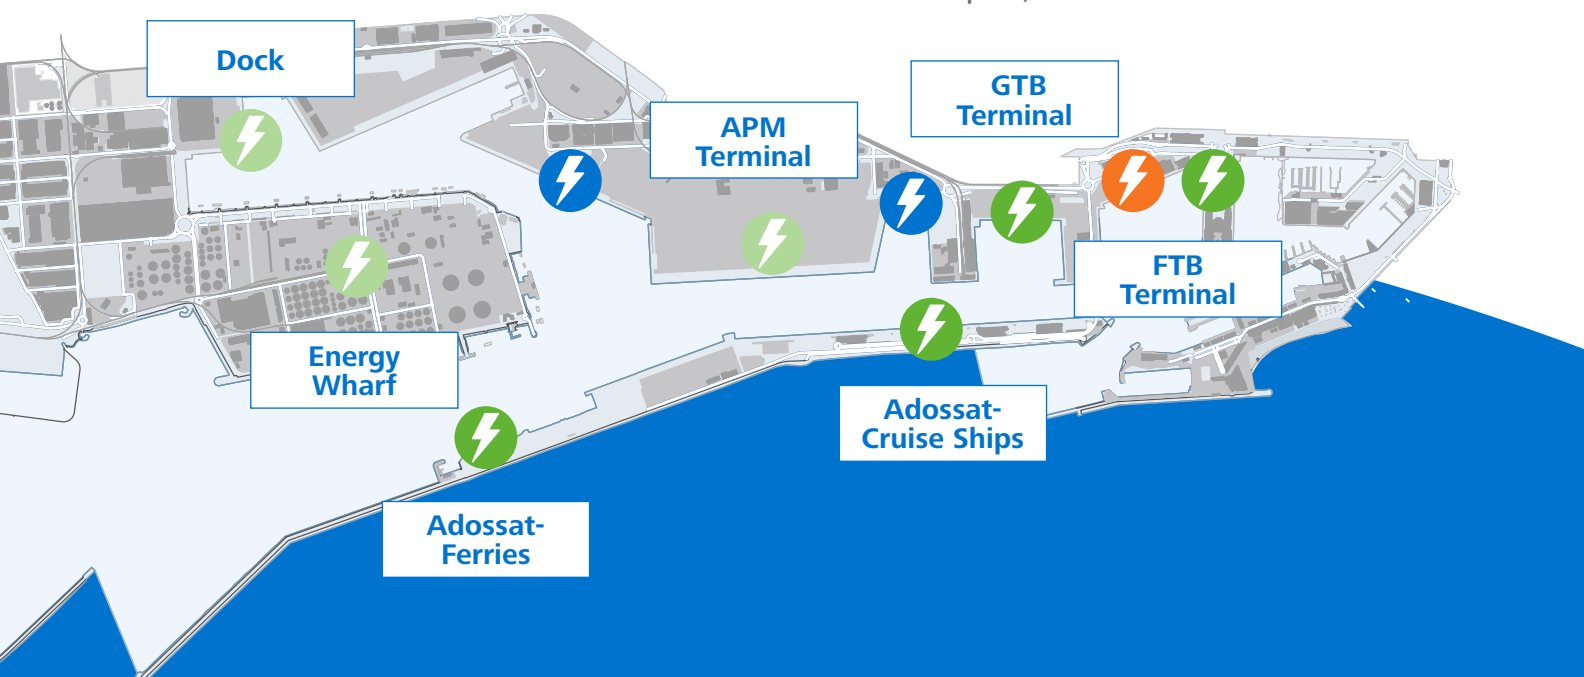 Dock
GTB
Terminal
APM
Terminal
FTB
Terminal
Energy
Wharf
Adossat-
Cruise Ships
Adossat-
Ferries